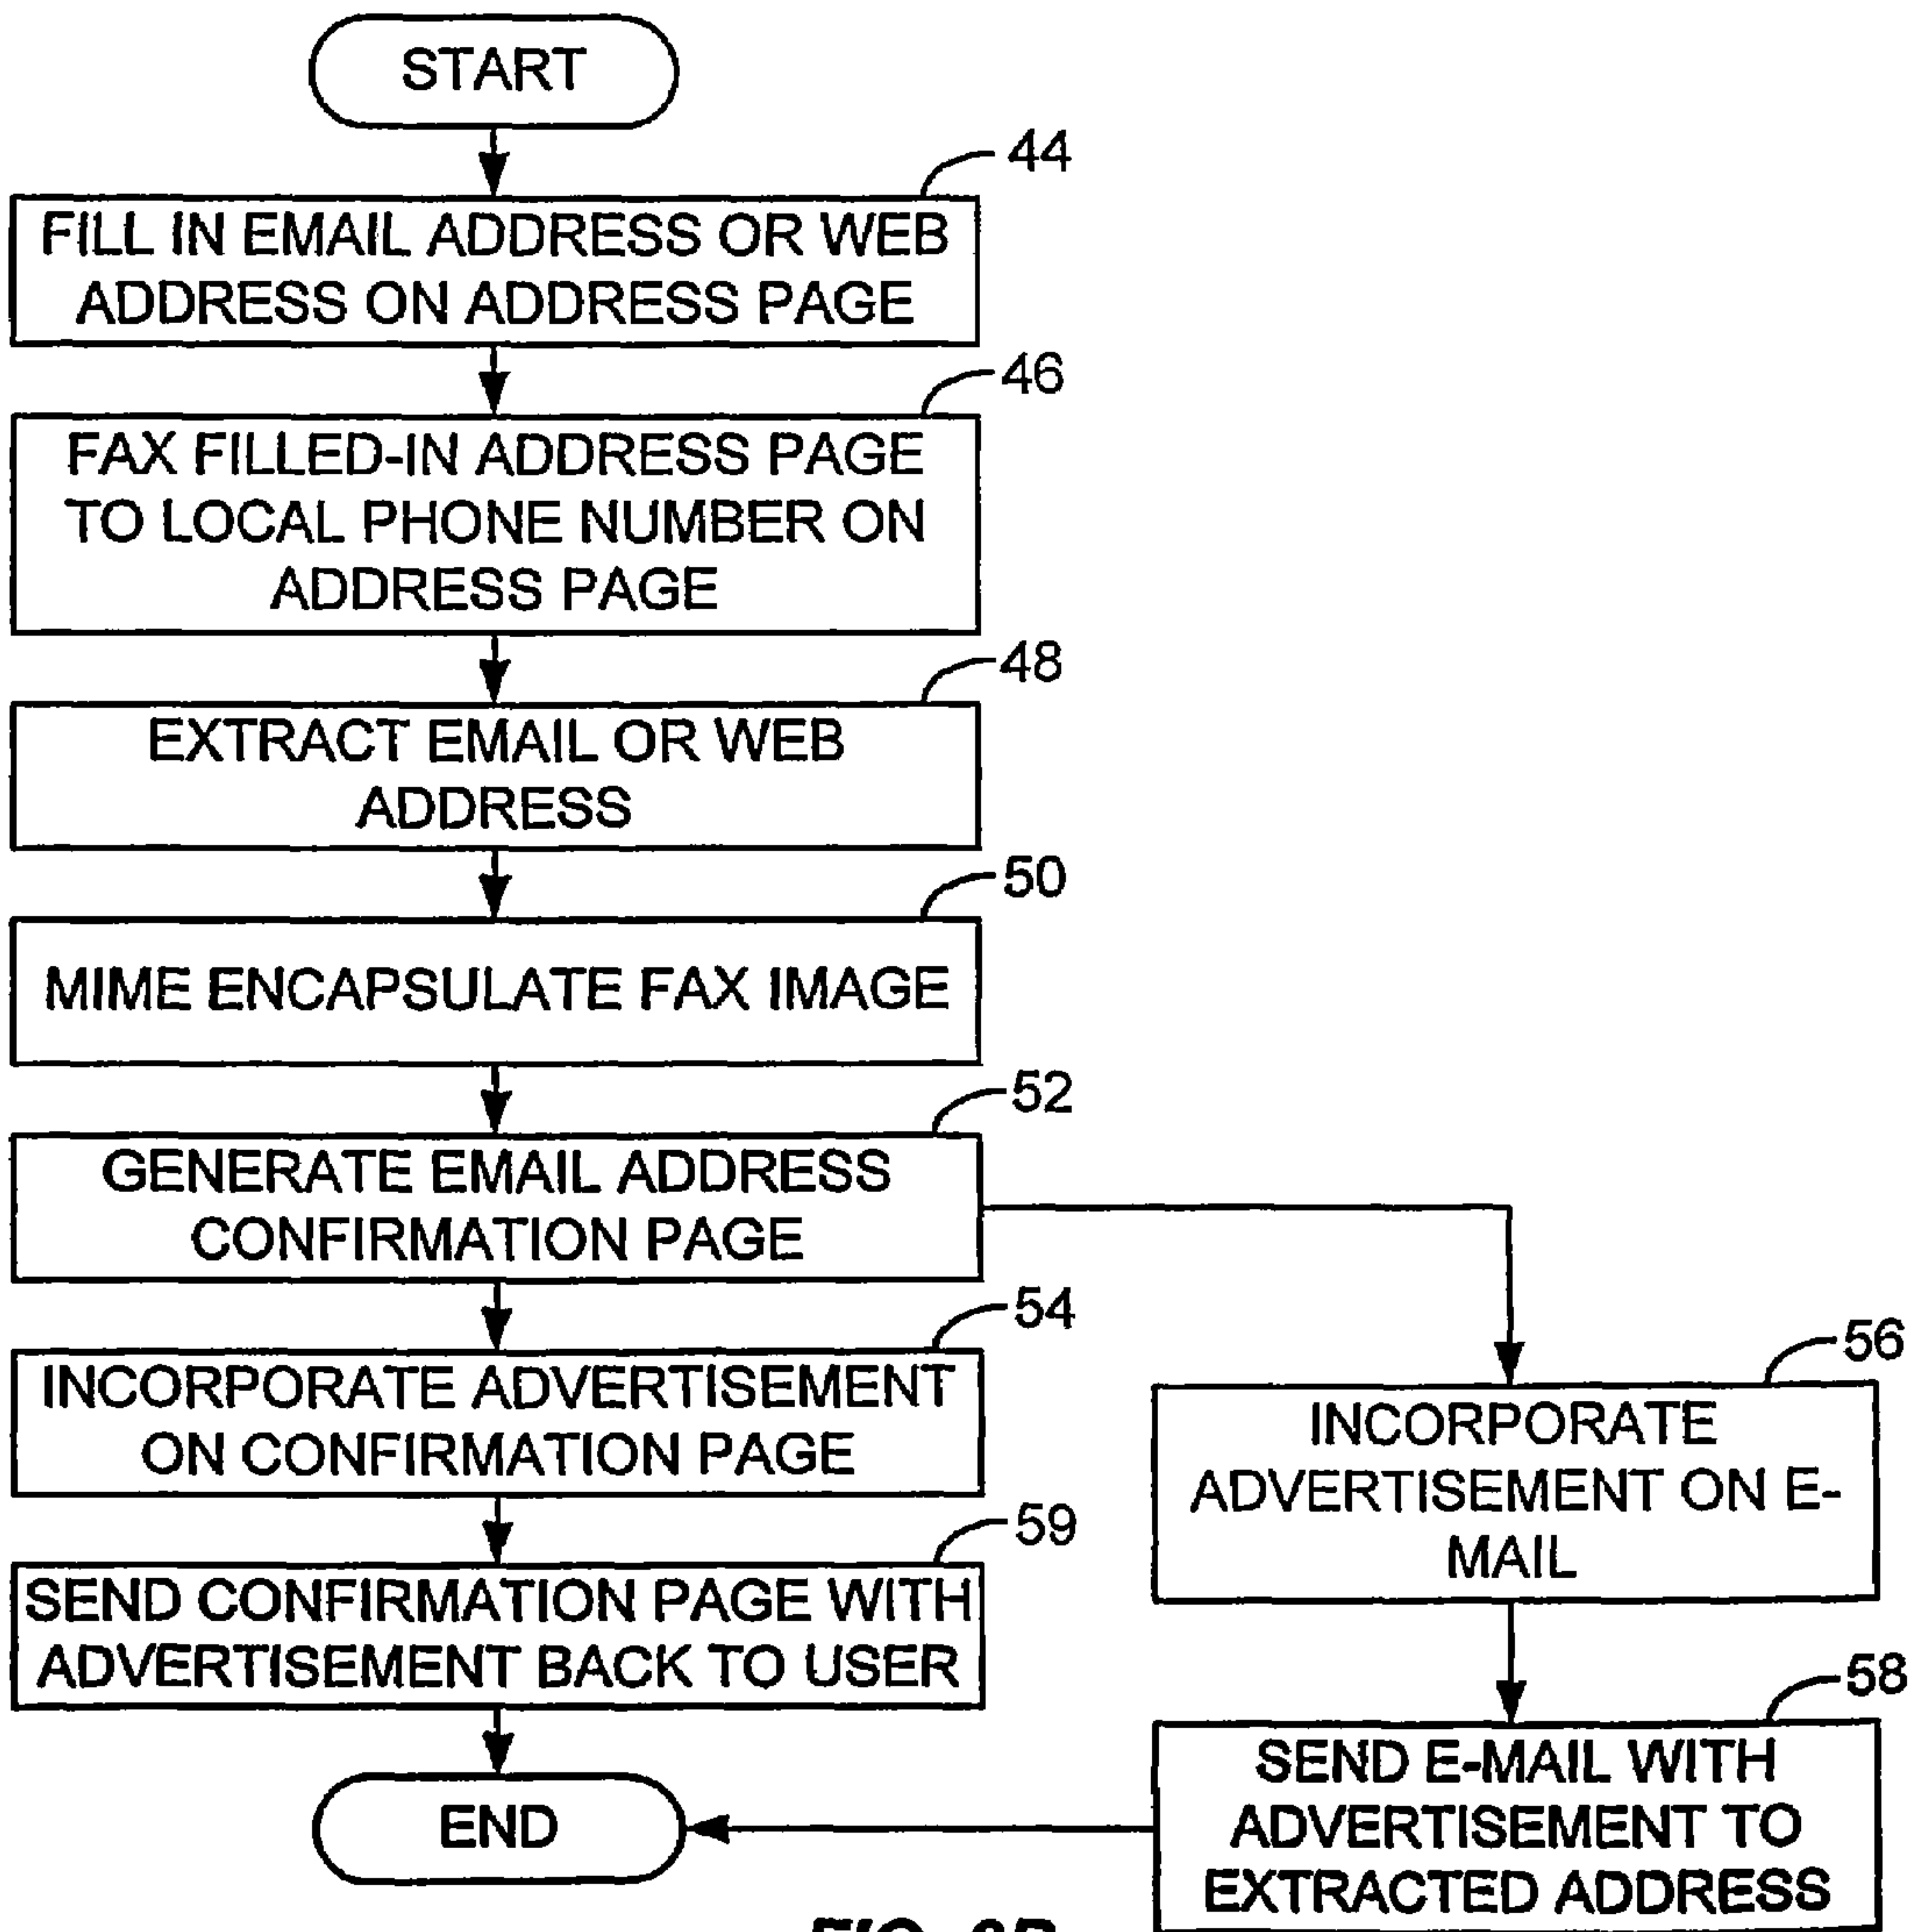 START
44
FILL IN EMAIL ADDRESS OR WEB
ADDRESS ON ADDRESS PAGE
46
FAX FILLED-IN ADDRESS PAGE
TO LOCAL PHONE NUMBER ON
ADDRESS PAGE
48
EXTRACT EMAIL OR WEB
ADDRESS
50
MIME ENCAPSULATE FAX IMAGE
52
GENERATE EMAIL ADDRESS
CONFIRMATION PAGE
54
INCORPORATE ADVERTISEMENT
ON CONFIRMATION PAGE
59
SEND CONFIRMATION PAGE WITH
ADVERTISEMENT BACK TO USER
END
56
INCORPORATE
ADVERTISEMENT ON E-
MAIL
58
SEND E-MAIL WITH
ADVERTISEMENT TO
EXTRACTED ADDRESS